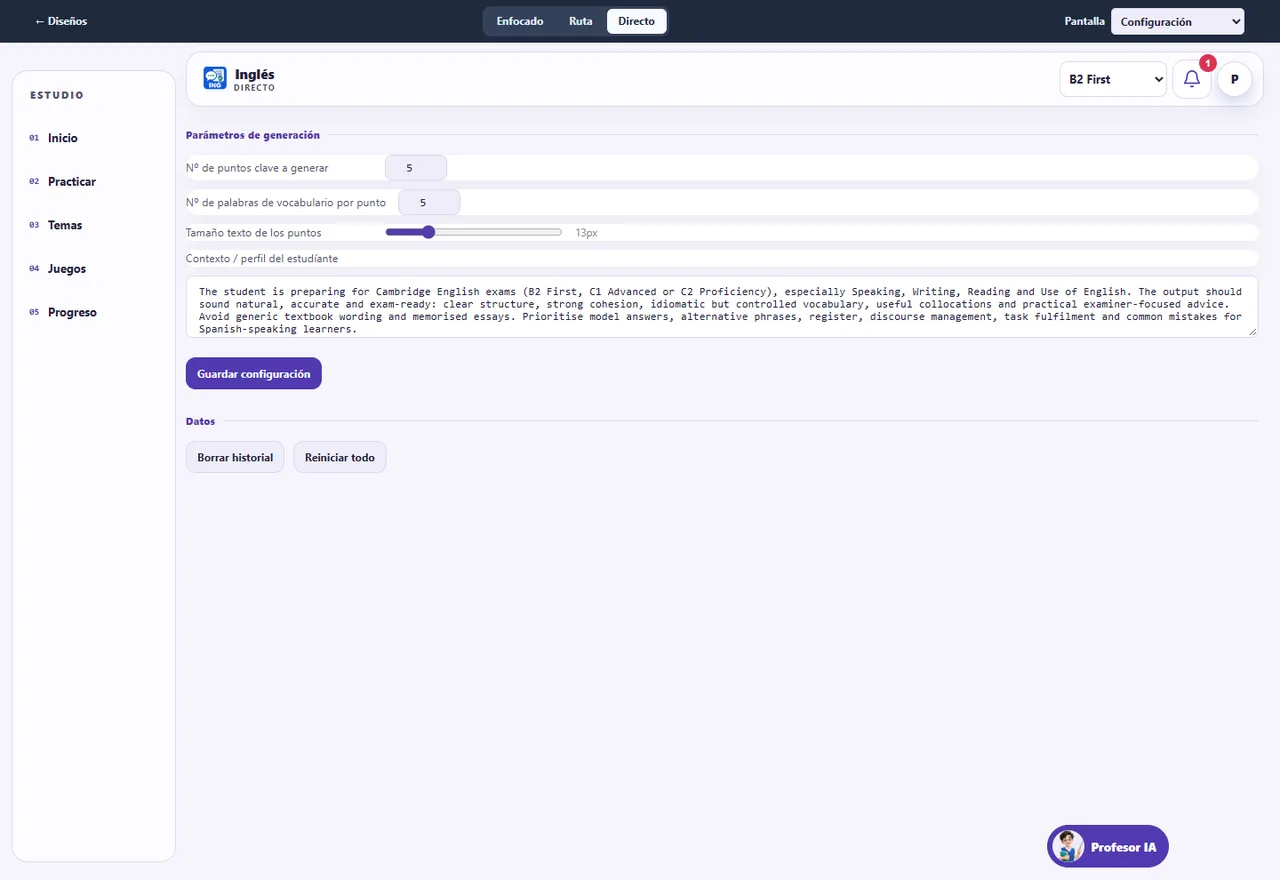 ← Diseños
Enfocado Ruta Directo
Pantalla Configuración
ESTUDIO
01 Inicio
02 Practicar
03 Temas
04 Juegos
05 Progreso
ING
Inglés
DIRECTO
B2 First
1
P
Parámetros de generación
Nº de puntos clave a generar 5
Nº de palabras de vocabulario por punto 5
Tamaño texto de los puntos 13px
Contexto / perfil del estudiante
The student is preparing for Cambridge English exams (B2 First, C1 Advanced or C2 Proficiency), especially Speaking, Writing, Reading and Use of English. The output should
sound natural, accurate and exam-ready: clear structure, strong cohesion, idiomatic but controlled vocabulary, useful collocations and practical examiner-focused advice.
Avoid generic textbook wording and memorised essays. Prioritise model answers, alternative phrases, register, discourse management, task fulfilment and common mistakes for
Spanish-speaking learners.
Guardar configuración
Datos
Borrar historial Reiniciar todo
Profesor IA